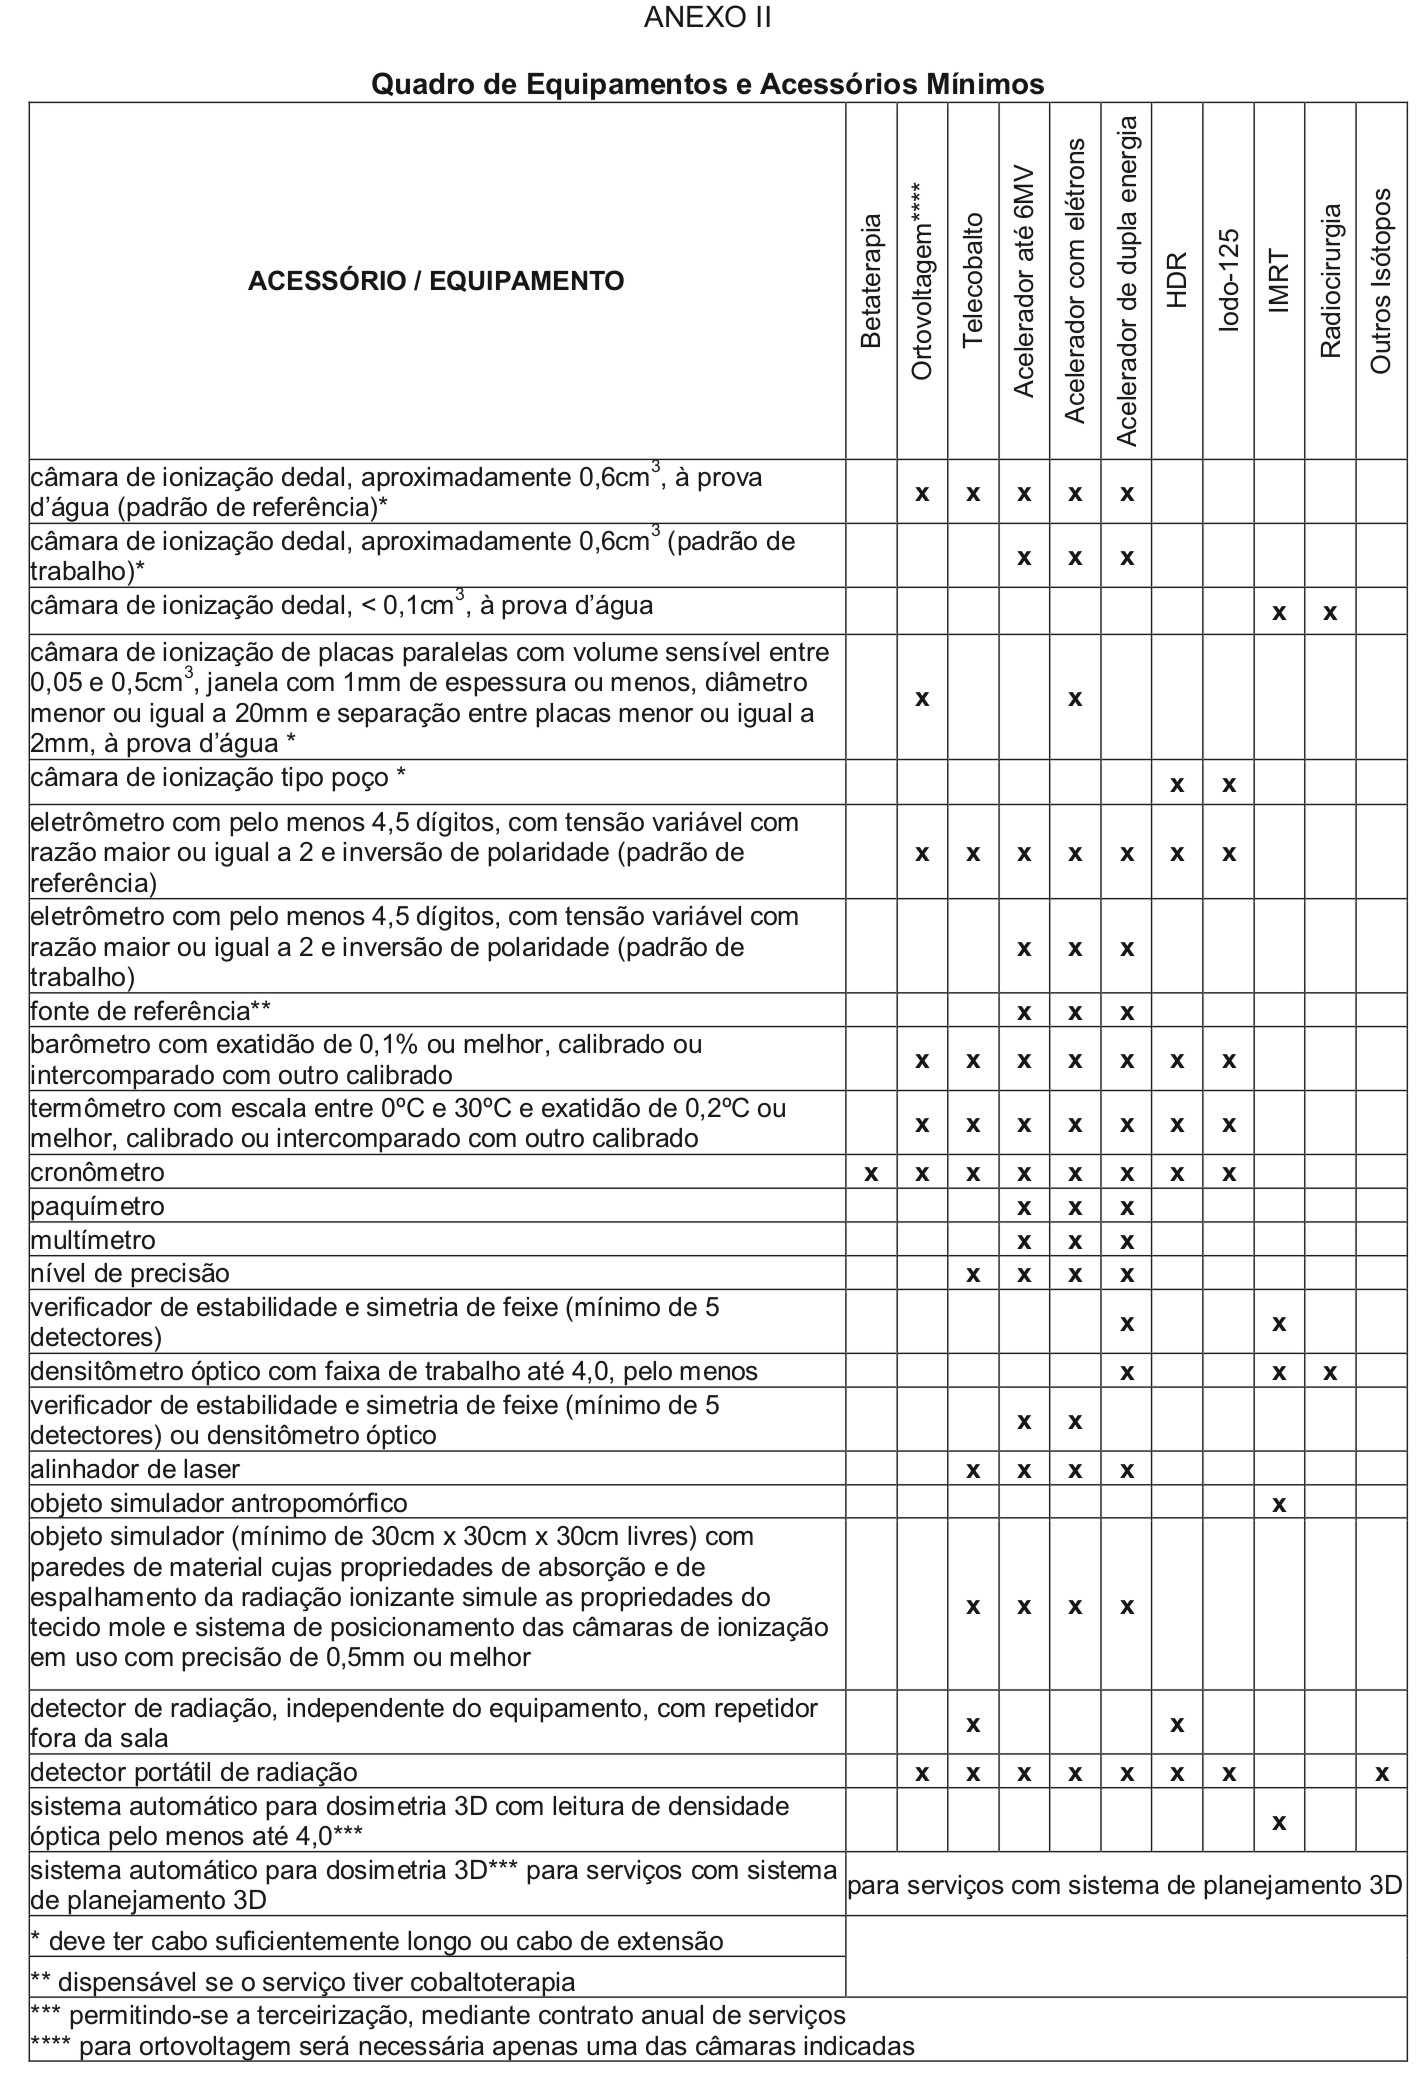 ANEXO II
Quadro de Equipamentos e Acessórios Mínimos
ACESSÓRIO / EQUIPAMENTO
Betaterapia
Ortovoltagem****
Telecobalto
Acelerador até 6MV
Acelerador com elétrons
Acelerador de dupla energia
HDR
Iodo-125
IMRT
Radiocirurgia
Outros Isótopos
câmara de ionização dedal, aproximadamente 0,6cm³, à prova
d’água (padrão de referência)*
x x x x x
câmara de ionização dedal, aproximadamente 0,6cm³ (padrão de
trabalho)*
x x x
câmara de ionização dedal, < 0,1cm³, à prova d’água
x x
câmara de ionização de placas paralelas com volume sensível entre
0,05 e 0,5cm³, janela com 1mm de espessura ou menos, diâmetro
menor ou igual a 20mm e separação entre placas menor ou igual a
2mm, à prova d’água *
x x
câmara de ionização tipo poço *
x x
eletrômetro com pelo menos 4,5 dígitos, com tensão variável com
razão maior ou igual a 2 e inversão de polaridade (padrão de
referência)
x x x x x x x
eletrômetro com pelo menos 4,5 dígitos, com tensão variável com
razão maior ou igual a 2 e inversão de polaridade (padrão de
trabalho)
x x x
fonte de referência** x x x
barômetro com exatidão de 0,1% ou melhor, calibrado ou
intercomparado com outro calibrado
x x x x x x x
termômetro com escala entre 0ºC e 30ºC e exatidão de 0,2ºC ou
melhor, calibrado ou intercomparado com outro calibrado
x x x x x x x
cronômetro x x x x x x x x
paquímetro x x x
multímetro x x x
nível de precisão x x x x
verificador de estabilidade e simetria de feixe (mínimo de 5
detectores)
x x
densitômetro óptico com faixa de trabalho até 4,0, pelo menos x x x
verificador de estabilidade e simetria de feixe (mínimo de 5
detectores) ou densitômetro óptico
x x
alinhador de laser x x x x
objeto simulador antropomórfico x
objeto simulador (mínimo de 30cm x 30cm x 30cm livres) com
paredes de material cujas propriedades de absorção e de
espalhamento da radiação ionizante simule as propriedades do
tecido mole e sistema de posicionamento das câmaras de ionização
em uso com precisão de 0,5mm ou melhor
x x x x
detector de radiação, independente do equipamento, com repetidor
fora da sala
x x
detector portátil de radiação x x x x x x x x
sistema automático para dosimetria 3D com leitura de densidade
óptica pelo menos até 4,0***
x
sistema automático para dosimetria 3D*** para serviços com sistema
de planejamento 3D
para serviços com sistema de planejamento 3D
* deve ter cabo suficientemente longo ou cabo de extensão
** dispensável se o serviço tiver cobaltoterapia
*** permitindo-se a terceirização, mediante contrato anual de serviços
**** para ortovoltagem será necessária apenas uma das câmaras indicadas